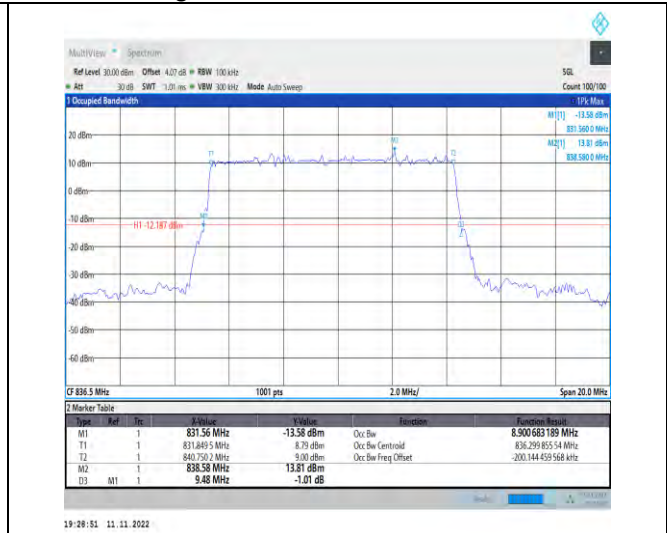 MultiView Spectrum
Ref Level 30.00 dBm Offset 4.07 dB RBW 100 kHz SGL
Att 30 dB SWT 1.01 ms VBW 300 kHz Mode Auto Sweep Count 100/100
1 Occupied Bandwidth 1Pk Max
M1[1] -13.58 dBm
831.560 0 MHz
20 dBm
M2[1] 13.81 dBm
838.580 0 MHz
M2
T1 T2
10 dBm
0 dBm
-10 dBm
M1
H1 -12.187 dBm
D3
-20 dBm
-30 dBm
-40 dBm
-50 dBm
-60 dBm
CF 836.5 MHz 1001 pts 2.0 MHz/ Span 20.0 MHz
2 Marker Table
Type Ref Trc X-Value Y-Value Function Function Result
M1 1 831.56 MHz -13.58 dBm Occ Bw 8.900 683 189 MHz
T1 1 831.849 5 MHz 8.79 dBm Occ Bw Centroid 836.299 855 54 MHz
T2 1 840.750 2 MHz 9.00 dBm Occ Bw Freq Offset -200.144 459 568 kHz
M2 1 838.58 MHz 13.81 dBm
D3 M1 1 9.48 MHz -1.01 dB
Ready
19:28:51 11.11.2022